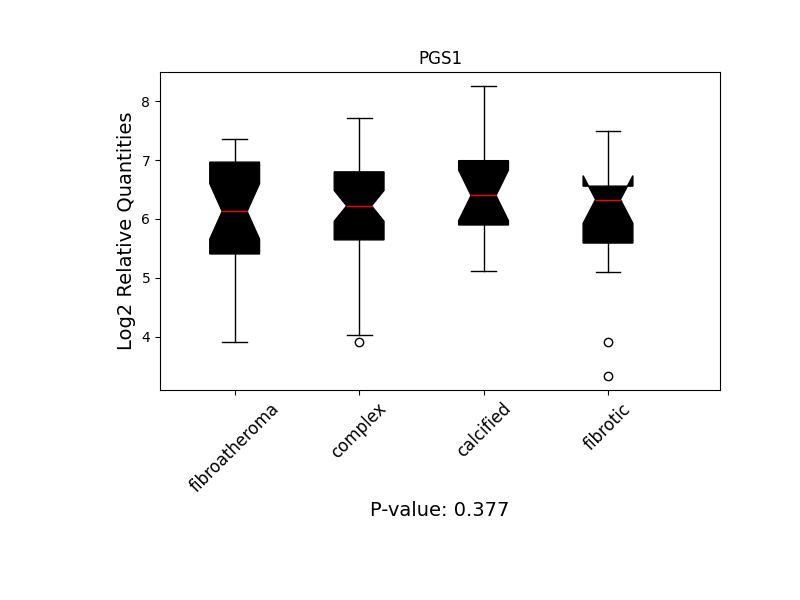 PGS1
Log2 Relative Quantities
8
7
6
5
4
fibroatheroma
complex
calcified
fibrotic
P-value: 0.377